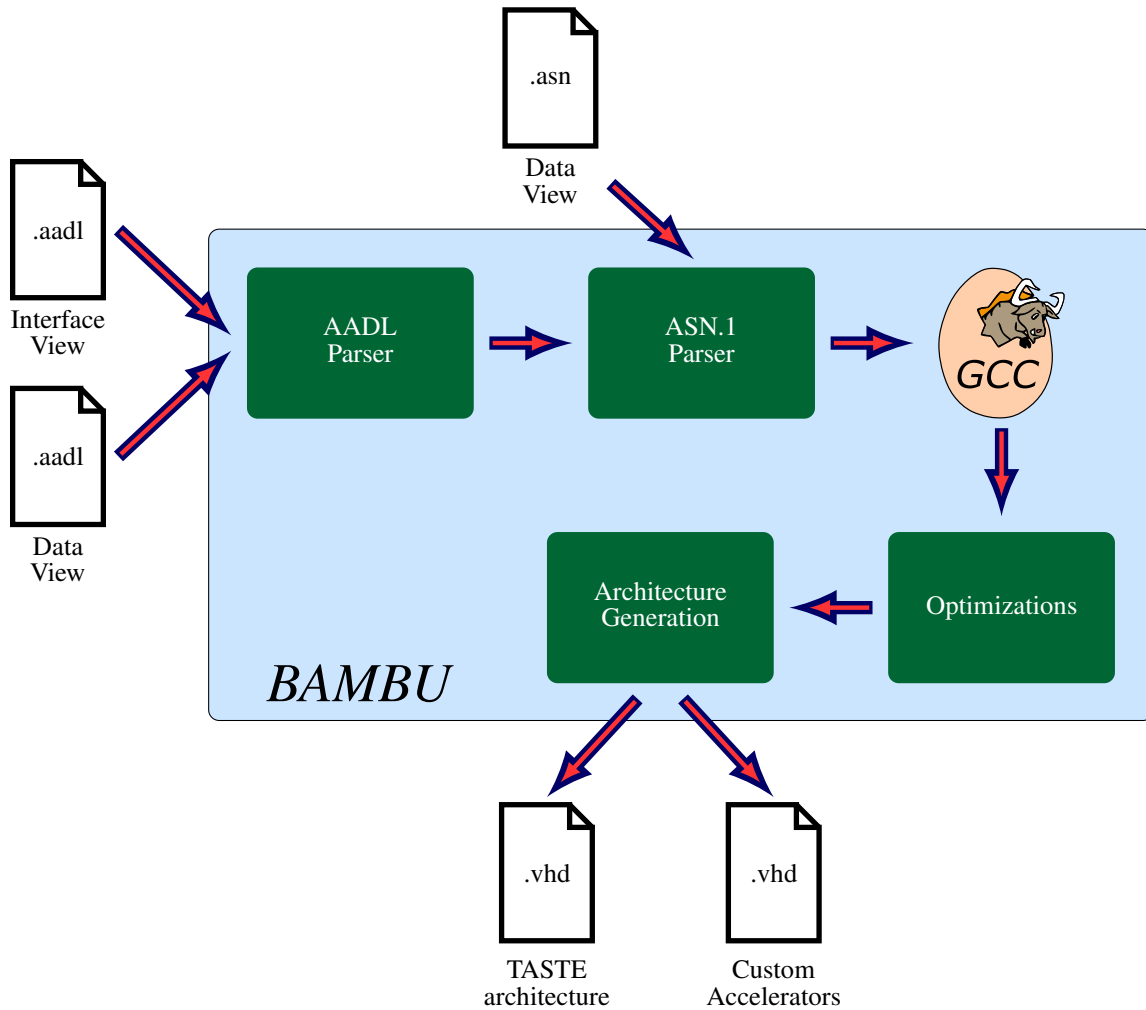 .asn
Data
View
.aadl
Interface
View
.aadl
Data
View
AADL
Parser
ASN.1
Parser
GCC
Architecture
Generation
Optimizations
BAMBU
.vhd
TASTE
architecture
.vhd
Custom
Accelerators